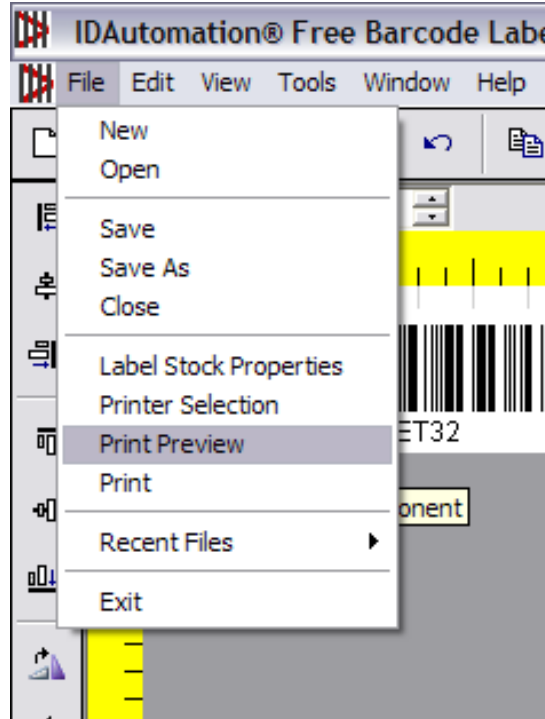 IDAutomation® Free Barcode Labe
File Edit View Tools Window Help
New
Open
Save
Save As
Close
Label Stock Properties
Printer Selection
Print Preview
ET32
Print
onent
Recent Files
Exit